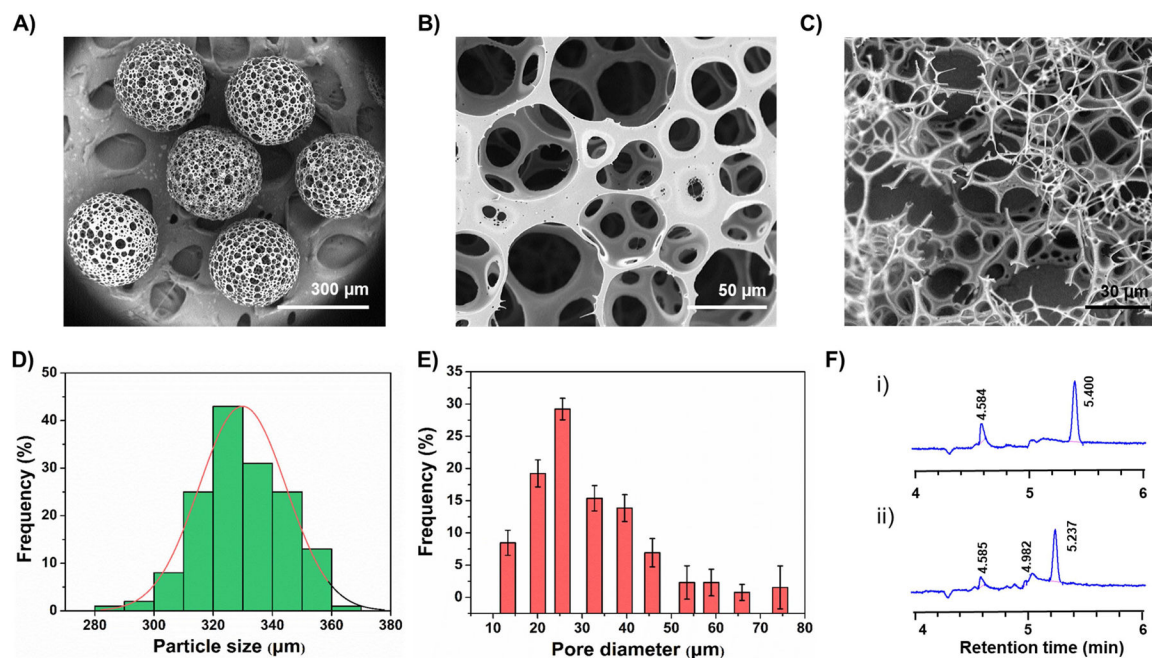 A)
B)
C)
300 µm
50 µm
30 µm
D)
50
40
30
20
10
0
280
300
320
340
360
380
Frequency (%)
Particle size (µm)
E)
35
30
25
20
15
10
5
0
10
20
30
40
50
60
70
80
Frequency (%)
Pore diameter (µm)
F)
i)
4.584
5.400
4
5
6
ii)
4.585
4.982
5.237
4
5
6
Retention time (min)